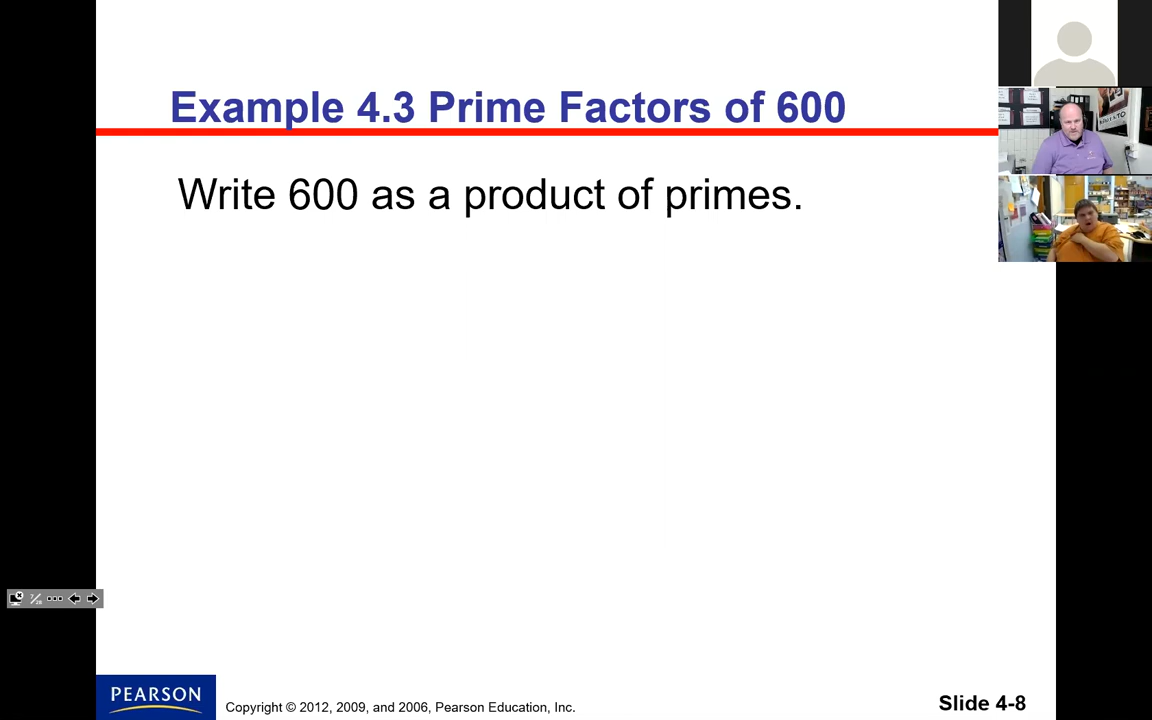 Example 4.3 Prime Factors of 600
Write 600 as a product of primes.
PEARSON
Copyright © 2012, 2009, and 2006, Pearson Education, Inc.
Slide 4-8